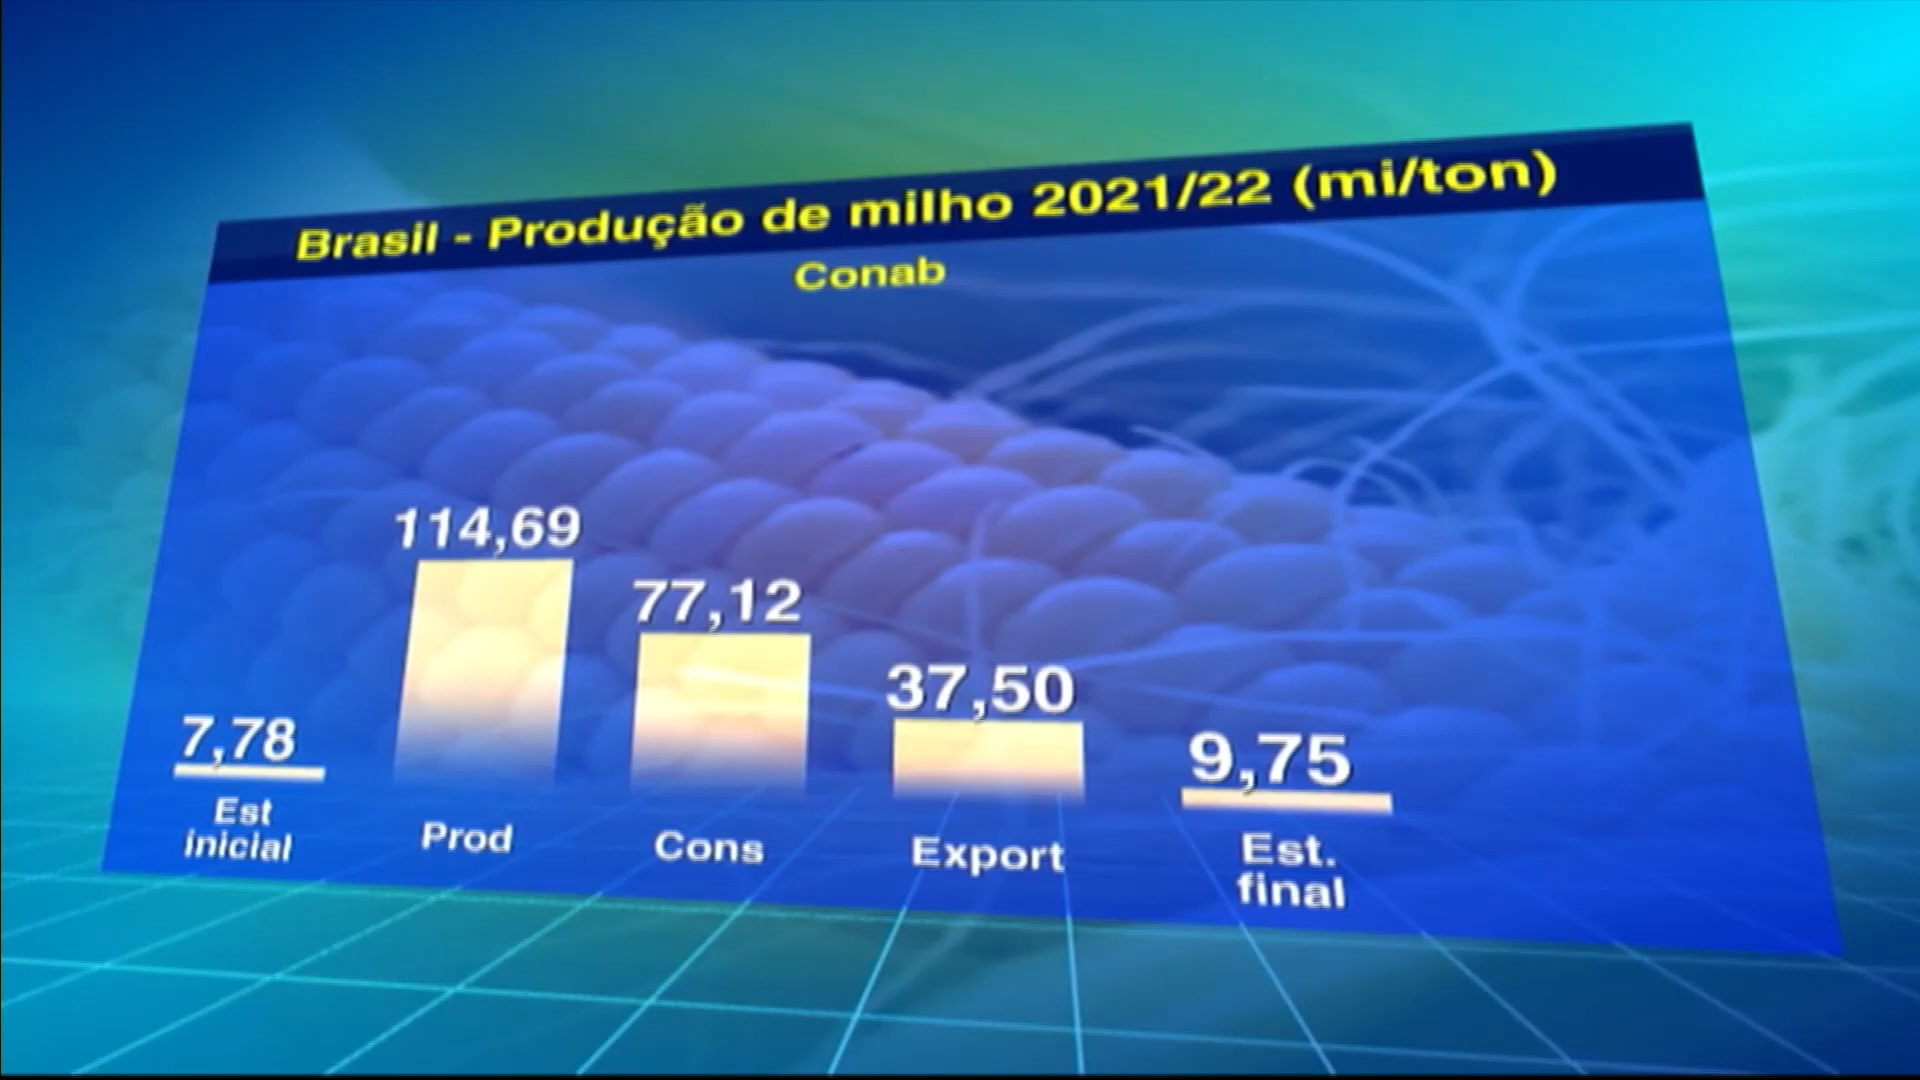 Brasil - Produção de milho 2021/22 (mi/ton)
Conab
7,78
114,69
77,12
37,50
9,75
Est
inicial
Prod
Cons
Export
Est.
final